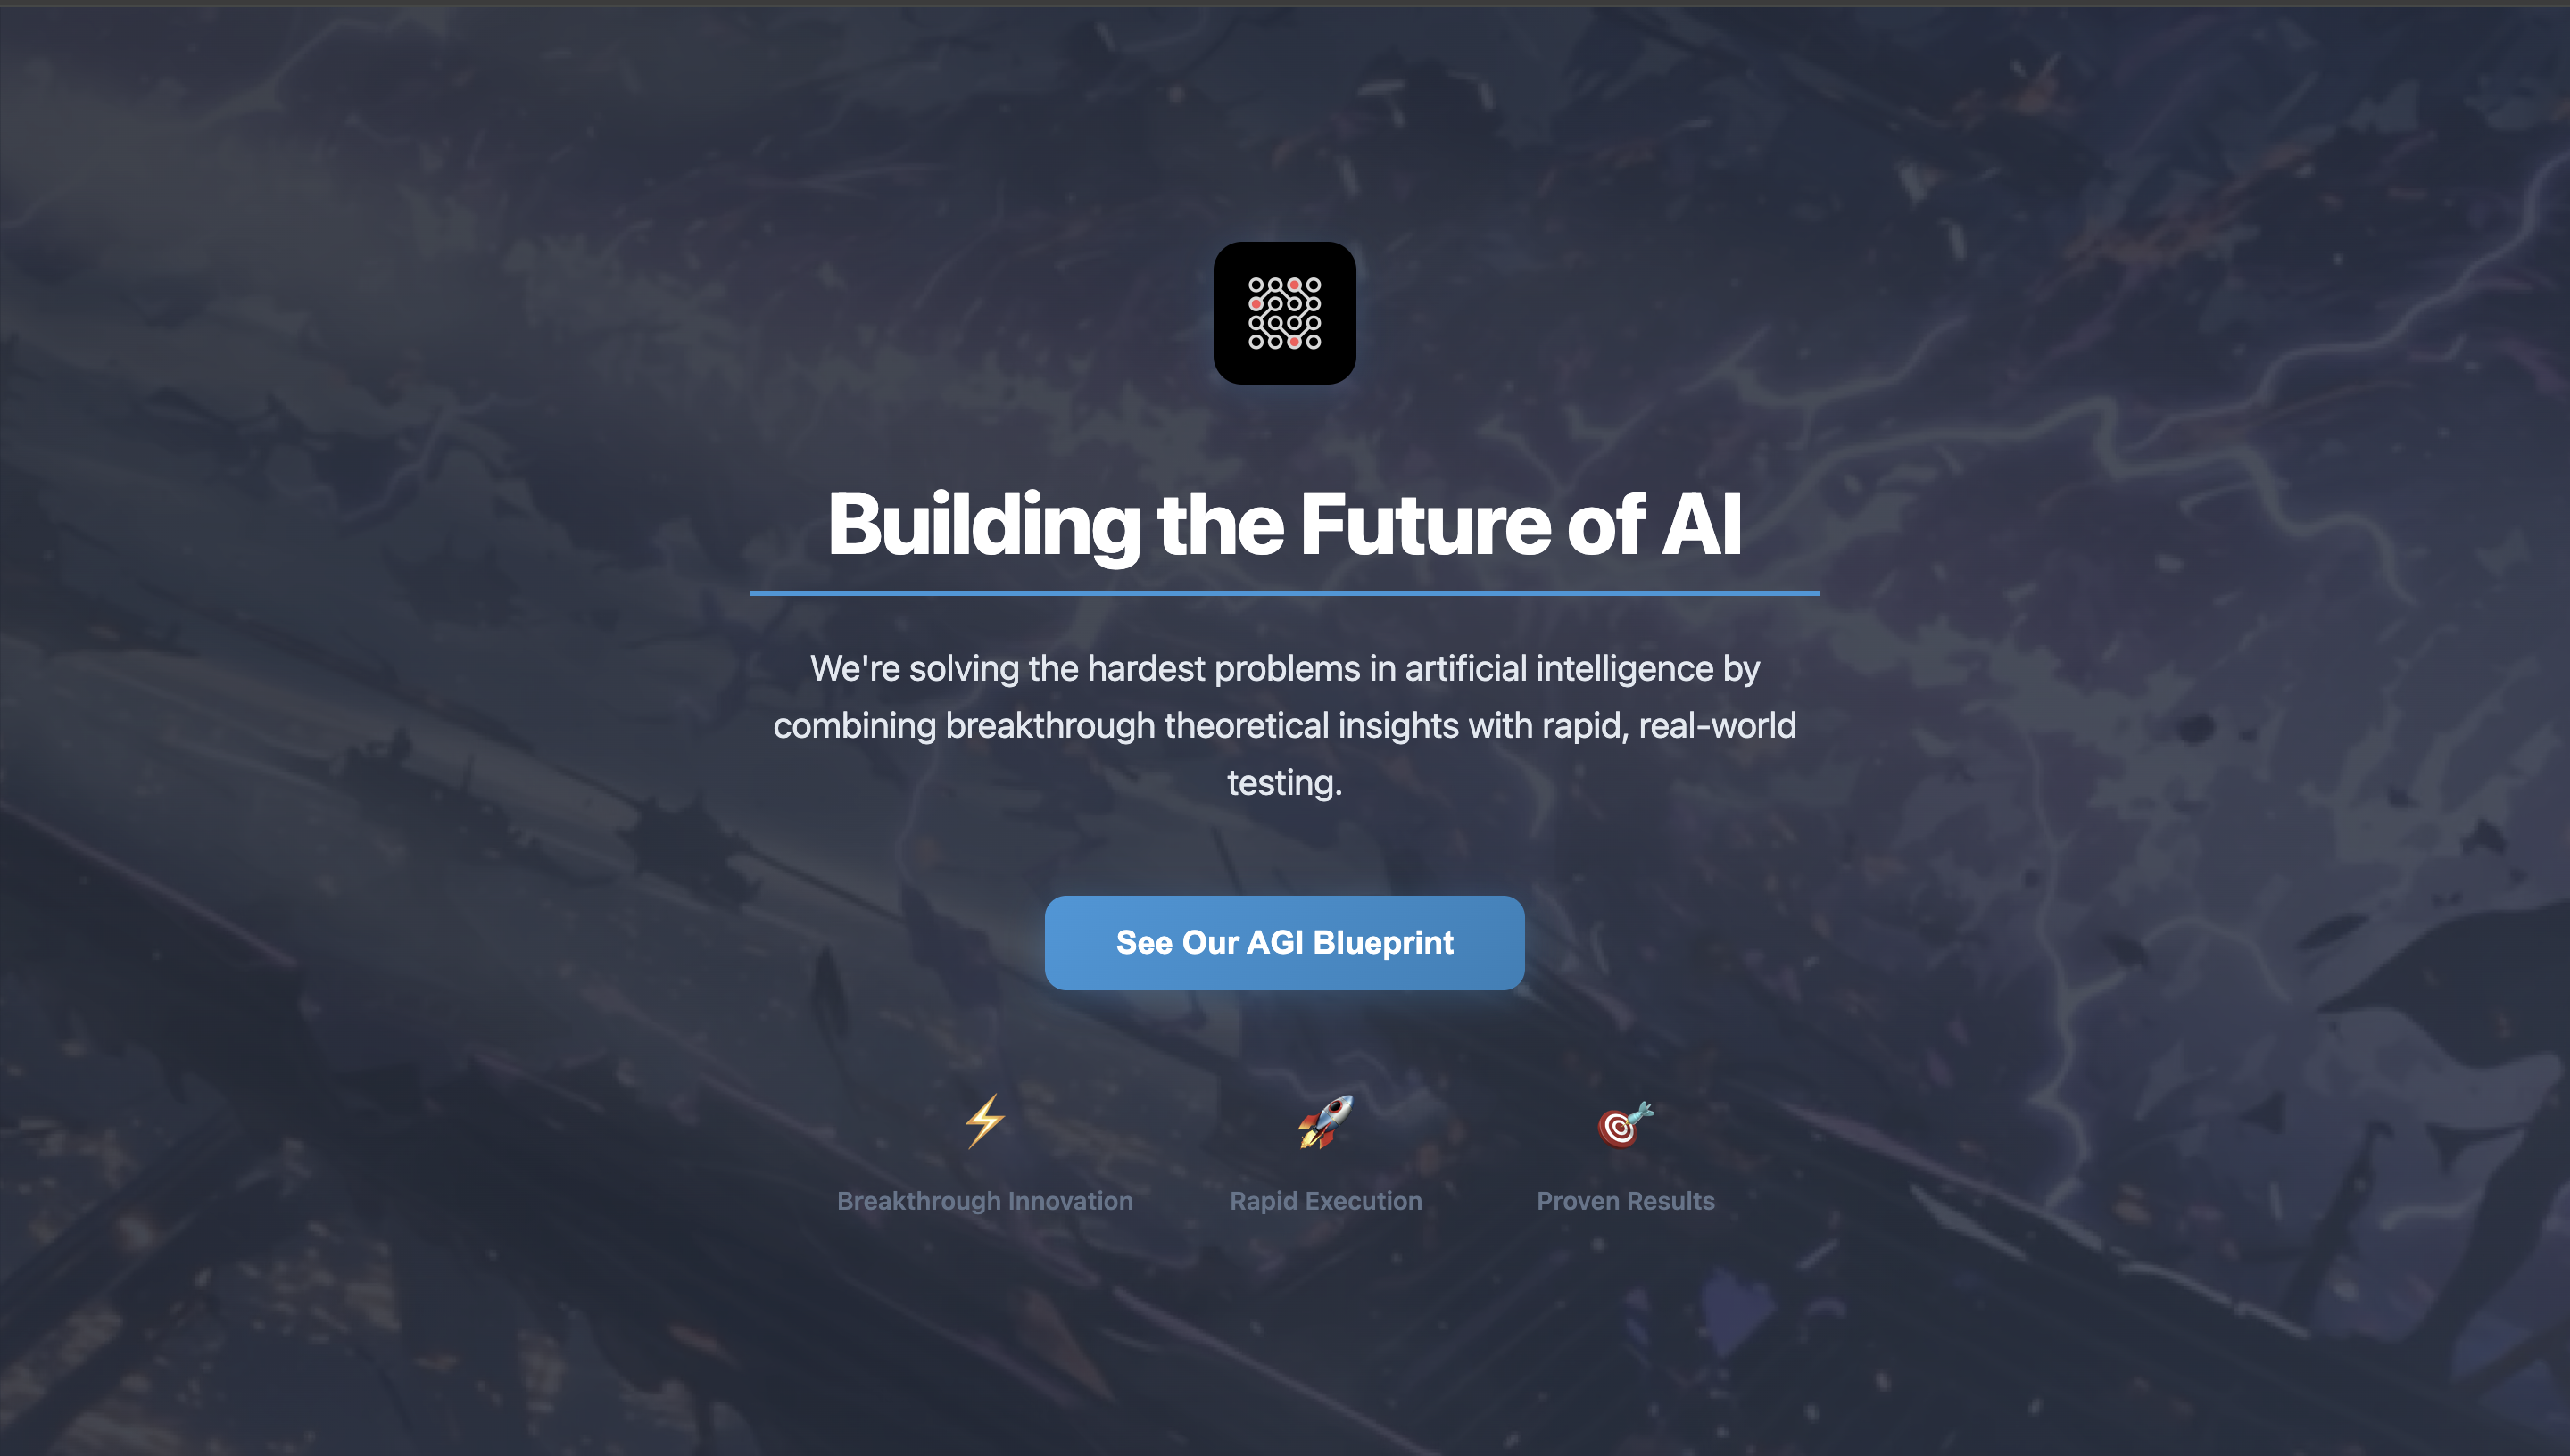 Building the Future of AI
We're solving the hardest problems in artificial intelligence by
combining breakthrough theoretical insights with rapid, real-world
testing.
See Our AGI Blueprint
Breakthrough Innovation
Rapid Execution
Proven Results